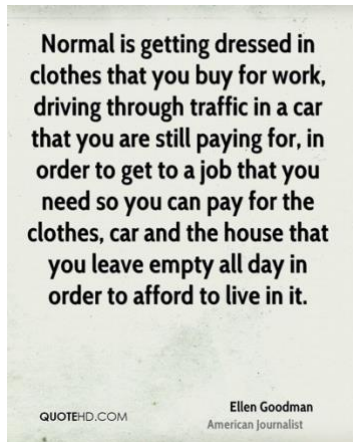 Normal is getting dressed in
clothes that you buy for work,
driving through traffic in a car
that you are still paying for, in
order to get to a job that you
need so you can pay for the
clothes, car and the house that
you leave empty all day in
order to afford to live in it.
Ellen Goodman
QUOTEHD.COM
American Journalist